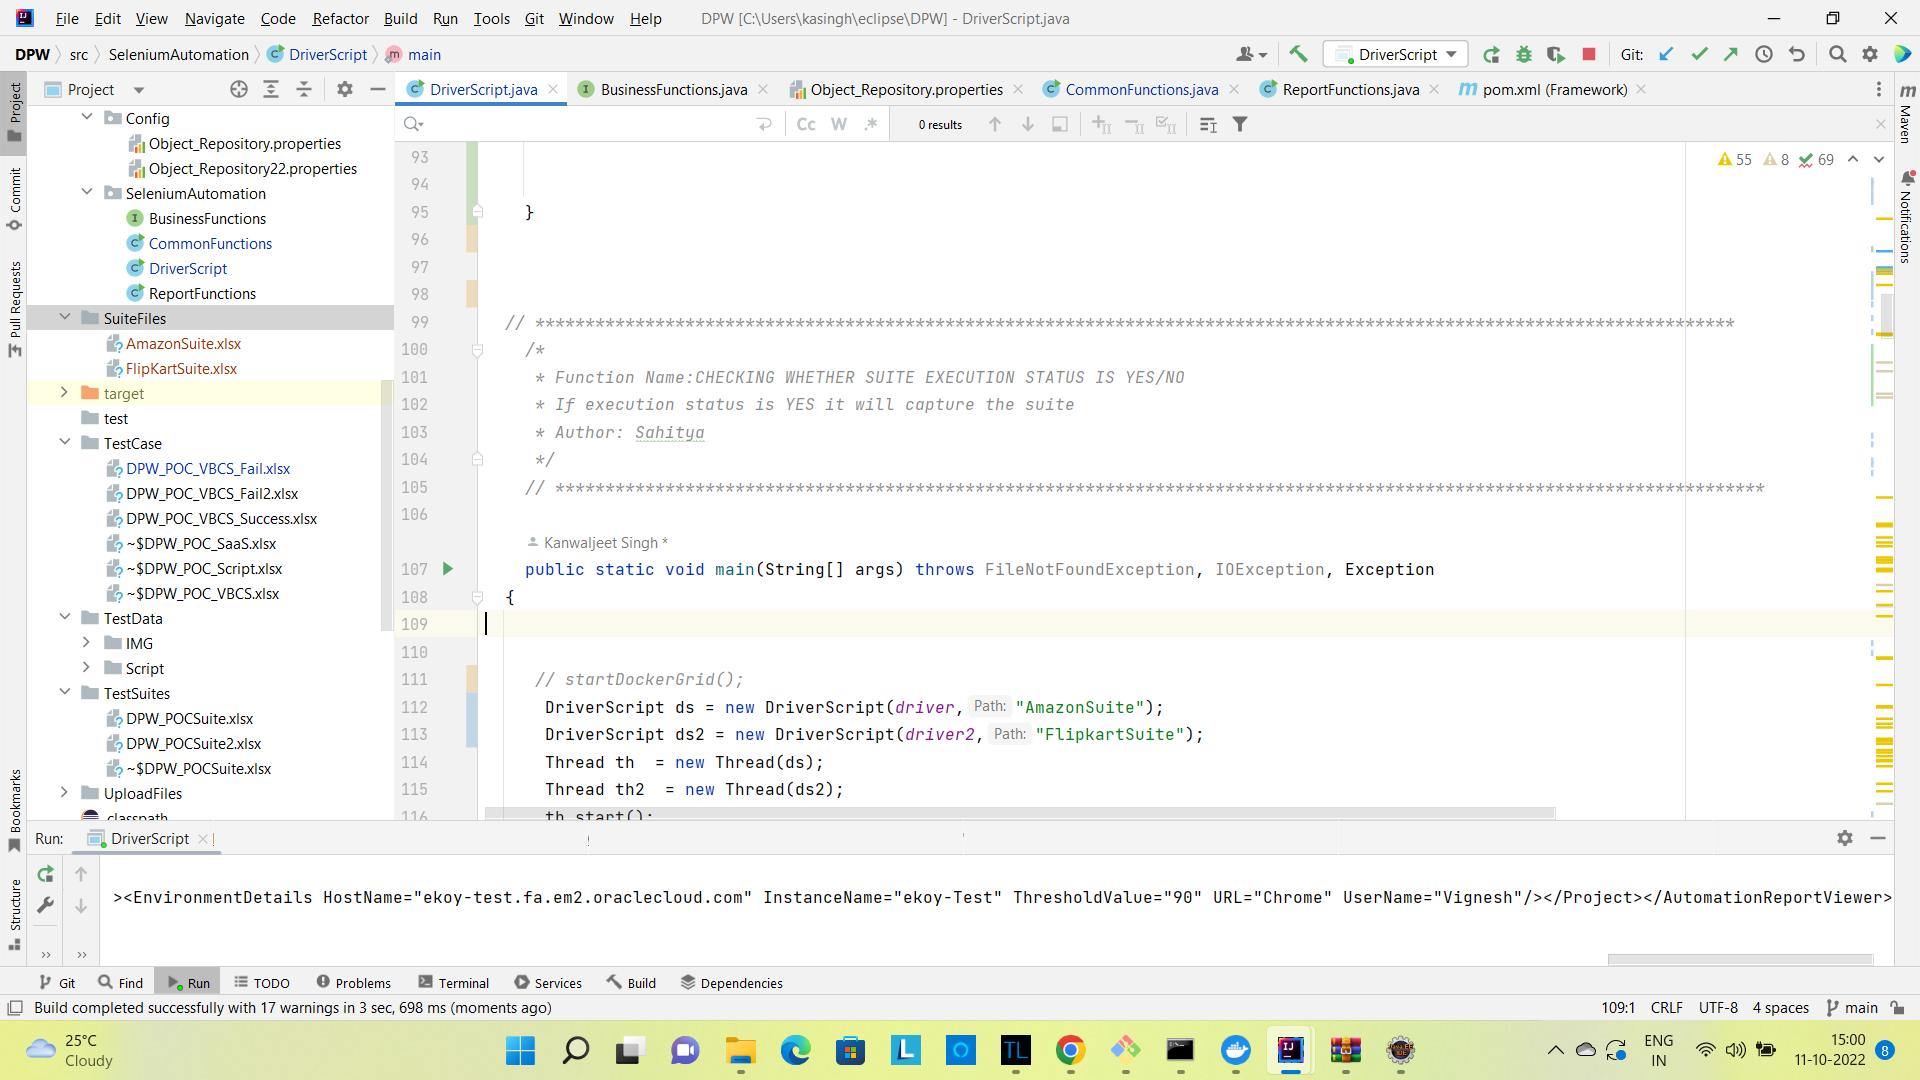 File Edit View Navigate Code Refactor Build Run Tools Git Window Help DPW [C:\Users\kasingh\eclipse\DPW] - DriverScript.java
DPW src SeleniumAutomation DriverScript main DriverScript Git:
Project DriverScript.java BusinessFunctions.java Object_Repository.properties CommonFunctions.java ReportFunctions.java pom.xml (Framework)
Cc W .* 0 results
Project
Commit
Pull Requests
Bookmarks
Structure
Maven
Notifications
Config
Object_Repository.properties
Object_Repository22.properties
SeleniumAutomation
BusinessFunctions
CommonFunctions
DriverScript
ReportFunctions
SuiteFiles
AmazonSuite.xlsx
FlipKartSuite.xlsx
target
test
TestCase
DPW_POC_VBCS_Fail.xlsx
DPW_POC_VBCS_Fail2.xlsx
DPW_POC_VBCS_Success.xlsx
~$DPW_POC_SaaS.xlsx
~$DPW_POC_Script.xlsx
~$DPW_POC_VBCS.xlsx
TestData
IMG
Script
TestSuites
DPW_POCSuite.xlsx
DPW_POCSuite2.xlsx
~$DPW_POCSuite.xlsx
UploadFiles
.classpath
55 8 69
93
94
95 }
96
97
98
99 // ************************************************************************************************************************
100 /*
101 * Function Name:CHECKING WHETHER SUITE EXECUTION STATUS IS YES/NO
102 * If execution status is YES it will capture the suite
103 * Author: Sahitya
104 */
105 // *************************************************************************************************************************
106
Kanwaljeet Singh *
107 public static void main(String[] args) throws FileNotFoundException, IOException, Exception
108 {
109
110
111 // startDockerGrid();
112 DriverScript ds = new DriverScript(driver, Path: "AmazonSuite");
113 DriverScript ds2 = new DriverScript(driver2, Path: "FlipkartSuite");
114 Thread th = new Thread(ds);
115 Thread th2 = new Thread(ds2);
116 th.start();
Run: DriverScript
><EnvironmentDetails HostName="ekoy-test.fa.em2.oraclecloud.com" InstanceName="ekoy-Test" ThresholdValue="90" URL="Chrome" UserName="Vignesh"/></Project></AutomationReportViewer>
Git Find Run TODO Problems Terminal Services Build Dependencies
Build completed successfully with 17 warnings in 3 sec, 698 ms (moments ago) 109:1 CRLF UTF-8 4 spaces main
25°C
Cloudy
L TL IJ
ENG
IN
15:00
11-10-2022
8